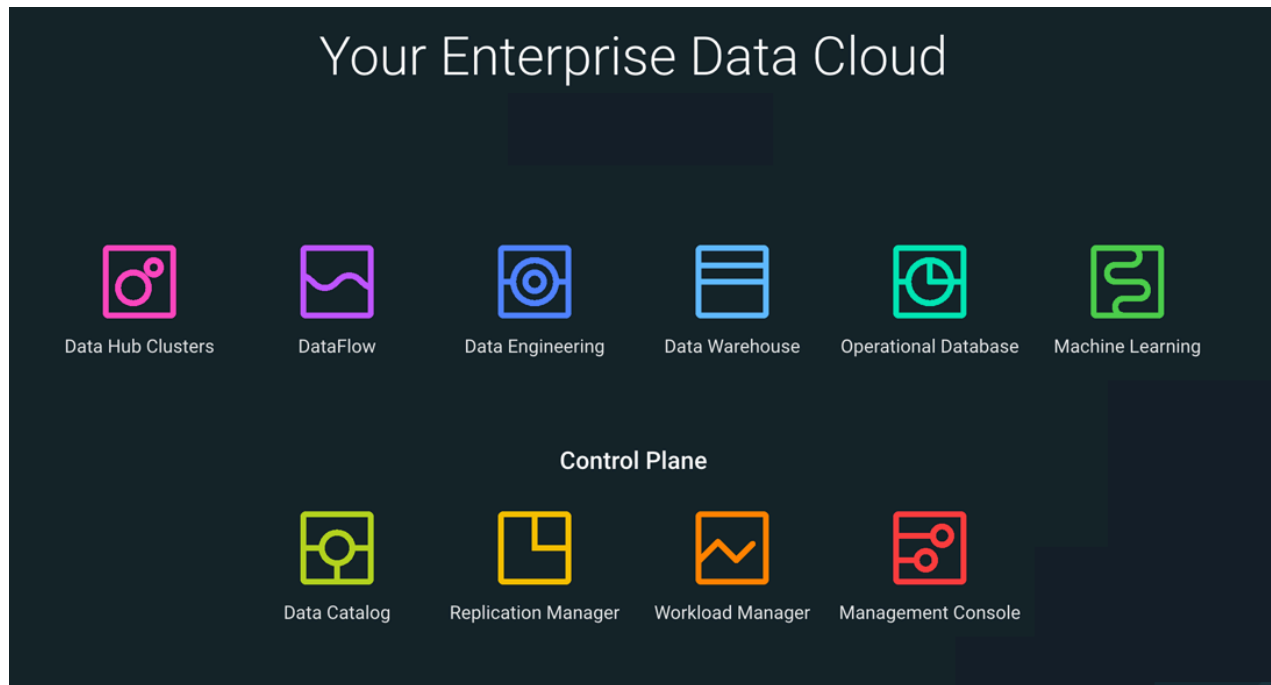 Your Enterprise Data Cloud
Data Hub Clusters
DataFlow
Data Engineering
Data Warehouse
Operational Database
Machine Learning
Control Plane
Data Catalog
Replication Manager
Workload Manager
Management Console